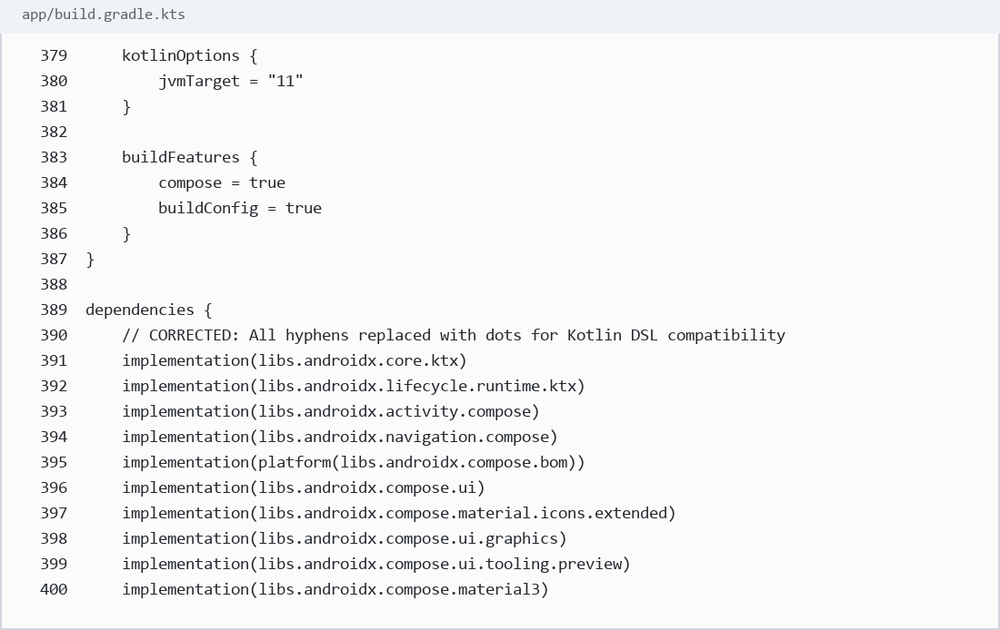 app/build.gradle.kts
379     kotlinOptions {
380         jvmTarget = "11"
381     }
382
383     buildFeatures {
384         compose = true
385         buildConfig = true
386     }
387 }
388
389 dependencies {
390     // CORRECTED: All hyphens replaced with dots for Kotlin DSL compatibility
391     implementation(libs.androidx.core.ktx)
392     implementation(libs.androidx.lifecycle.runtime.ktx)
393     implementation(libs.androidx.activity.compose)
394     implementation(libs.androidx.navigation.compose)
395     implementation(platform(libs.androidx.compose.bom))
396     implementation(libs.androidx.compose.ui)
397     implementation(libs.androidx.compose.material.icons.extended)
398     implementation(libs.androidx.compose.ui.graphics)
399     implementation(libs.androidx.compose.ui.tooling.preview)
400     implementation(libs.androidx.compose.material3)